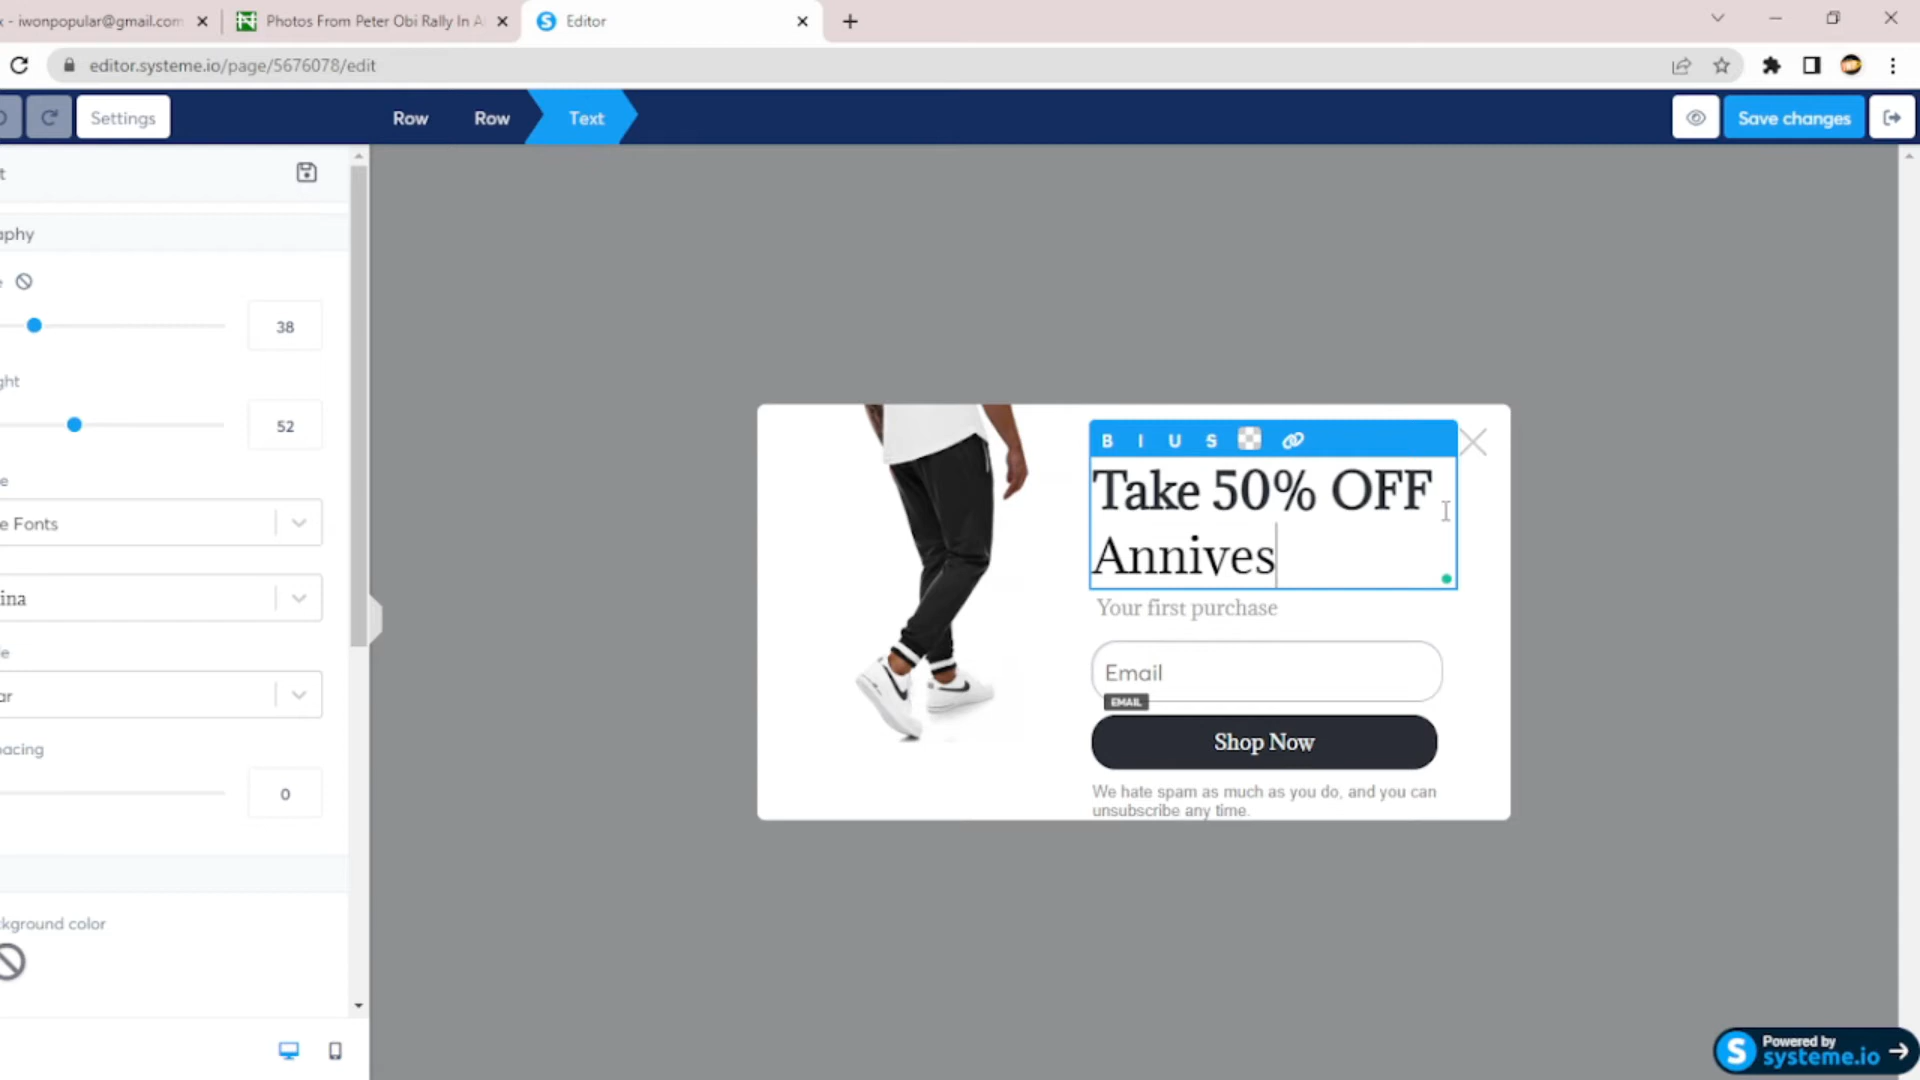 - iwonpopular@gmail.com
Photos From Peter Obi Rally In A
Editor
editor.systeme.io/page/5676078/edit
Settings
Row
Row
Text
Save changes
aphy
38
ght
52
e Fonts
ina
ar
acing
0
kground color
B I U S
Take 50% OFF
Annives
Your first purchase
Email
EMAIL
Shop Now
We hate spam as much as you do, and you can
unsubscribe any time.
Powered by
systeme.io